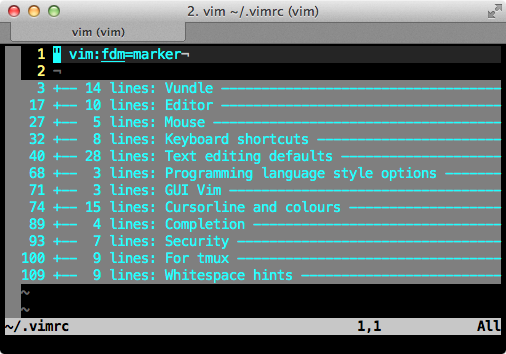 2. vim ~/.vimrc (vim)
vim (vim)
1 " vim:fdm=marker¬
2 ¬
3 +-- 14 lines: Vundle
17 +-- 10 lines: Editor
27 +-- 5 lines: Mouse
32 +-- 8 lines: Keyboard shortcuts
40 +-- 28 lines: Text editing defaults
68 +-- 3 lines: Programming language style options
71 +-- 3 lines: GUI Vim
74 +-- 15 lines: Cursorline and colours
89 +-- 4 lines: Completion
93 +-- 7 lines: Security
100 +-- 9 lines: For tmux
109 +-- 9 lines: Whitespace hints
~
~
~/.vimrc 1,1 All